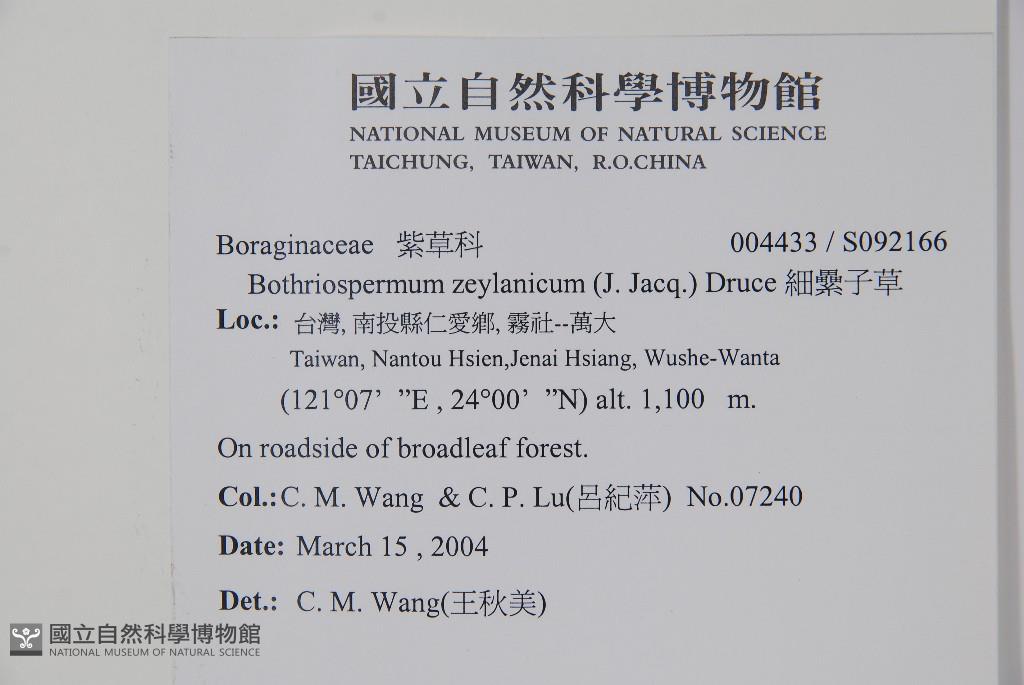 國立自然科學博物館
NATIONAL MUSEUM OF NATURAL SCIENCE
TAICHUNG, TAIWAN, R.O.CHINA
Boraginaceae 紫草科 004433 / S092166
Bothriospermum zeylanicum (J. Jacq.) Druce 細纍子草
Loc.: 台灣, 南投縣仁愛鄉, 霧社--萬大
Taiwan, Nantou Hsien,Jenai Hsiang, Wushe-Wanta
(121°07’ ”E , 24°00’ ”N) alt. 1,100 m.
On roadside of broadleaf forest.
Col.: C. M. Wang & C. P. Lu(呂紀萍) No.07240
Date: March 15 , 2004
Det.: C. M. Wang(王秋美)
國立自然科學博物館
NATIONAL MUSEUM OF NATURAL SCIENCE